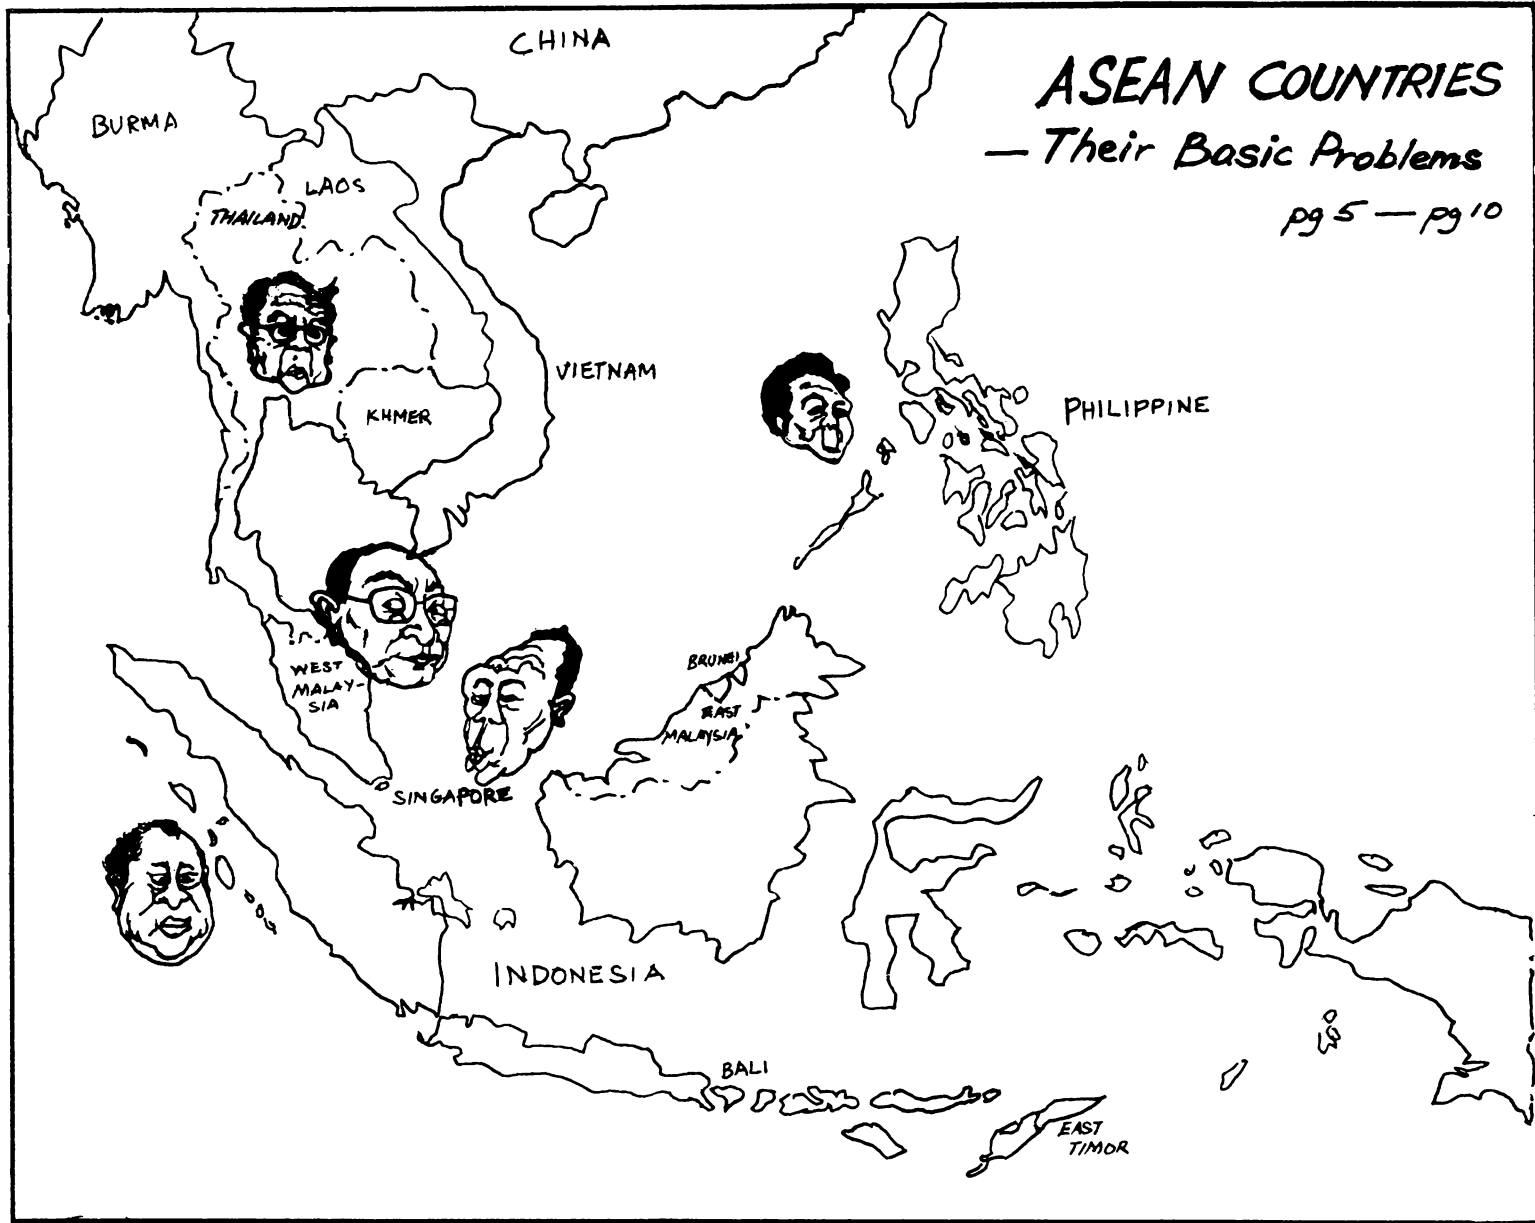 CHINA
ASEAN COUNTRIES
— Their Basic Problems
pg 5 — pg 10
BURMA
LAOS
THAILAND
VIETNAM
KHMER
PHILIPPINE
WEST
MALAY-
SIA
BRUNEI
EAST
MALAYSIA
SINGAPORE
INDONESIA
BALI
EAST
TIMOR